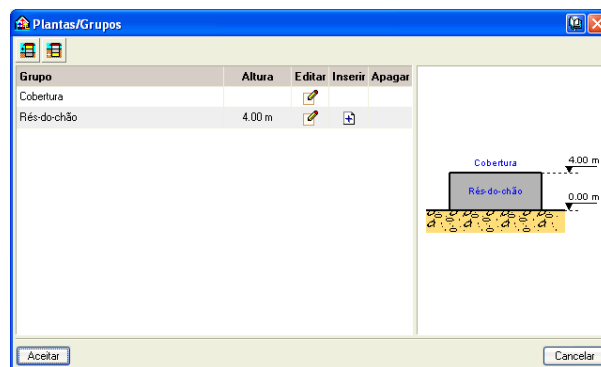 Plantas/Grupos
Grupo Altura Editar Inserir Apagar
Cobertura
Rés-do-chão 4.00 m
Cobertura 4.00 m
Rés-do-chão 0.00 m
Aceitar Cancelar